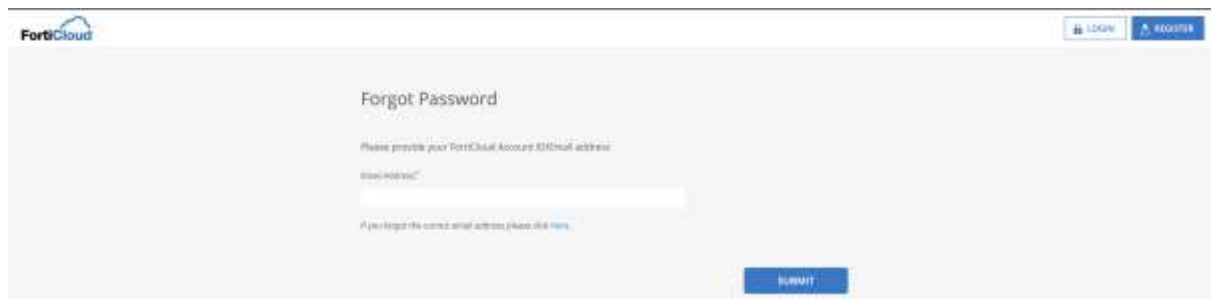 FortiCloud
LOGIN
REGISTER
Forgot Password
Please provide your FortiCloud Account ID/Email address
Email Address*
If you forgot the correct email address please click here.
SUBMIT